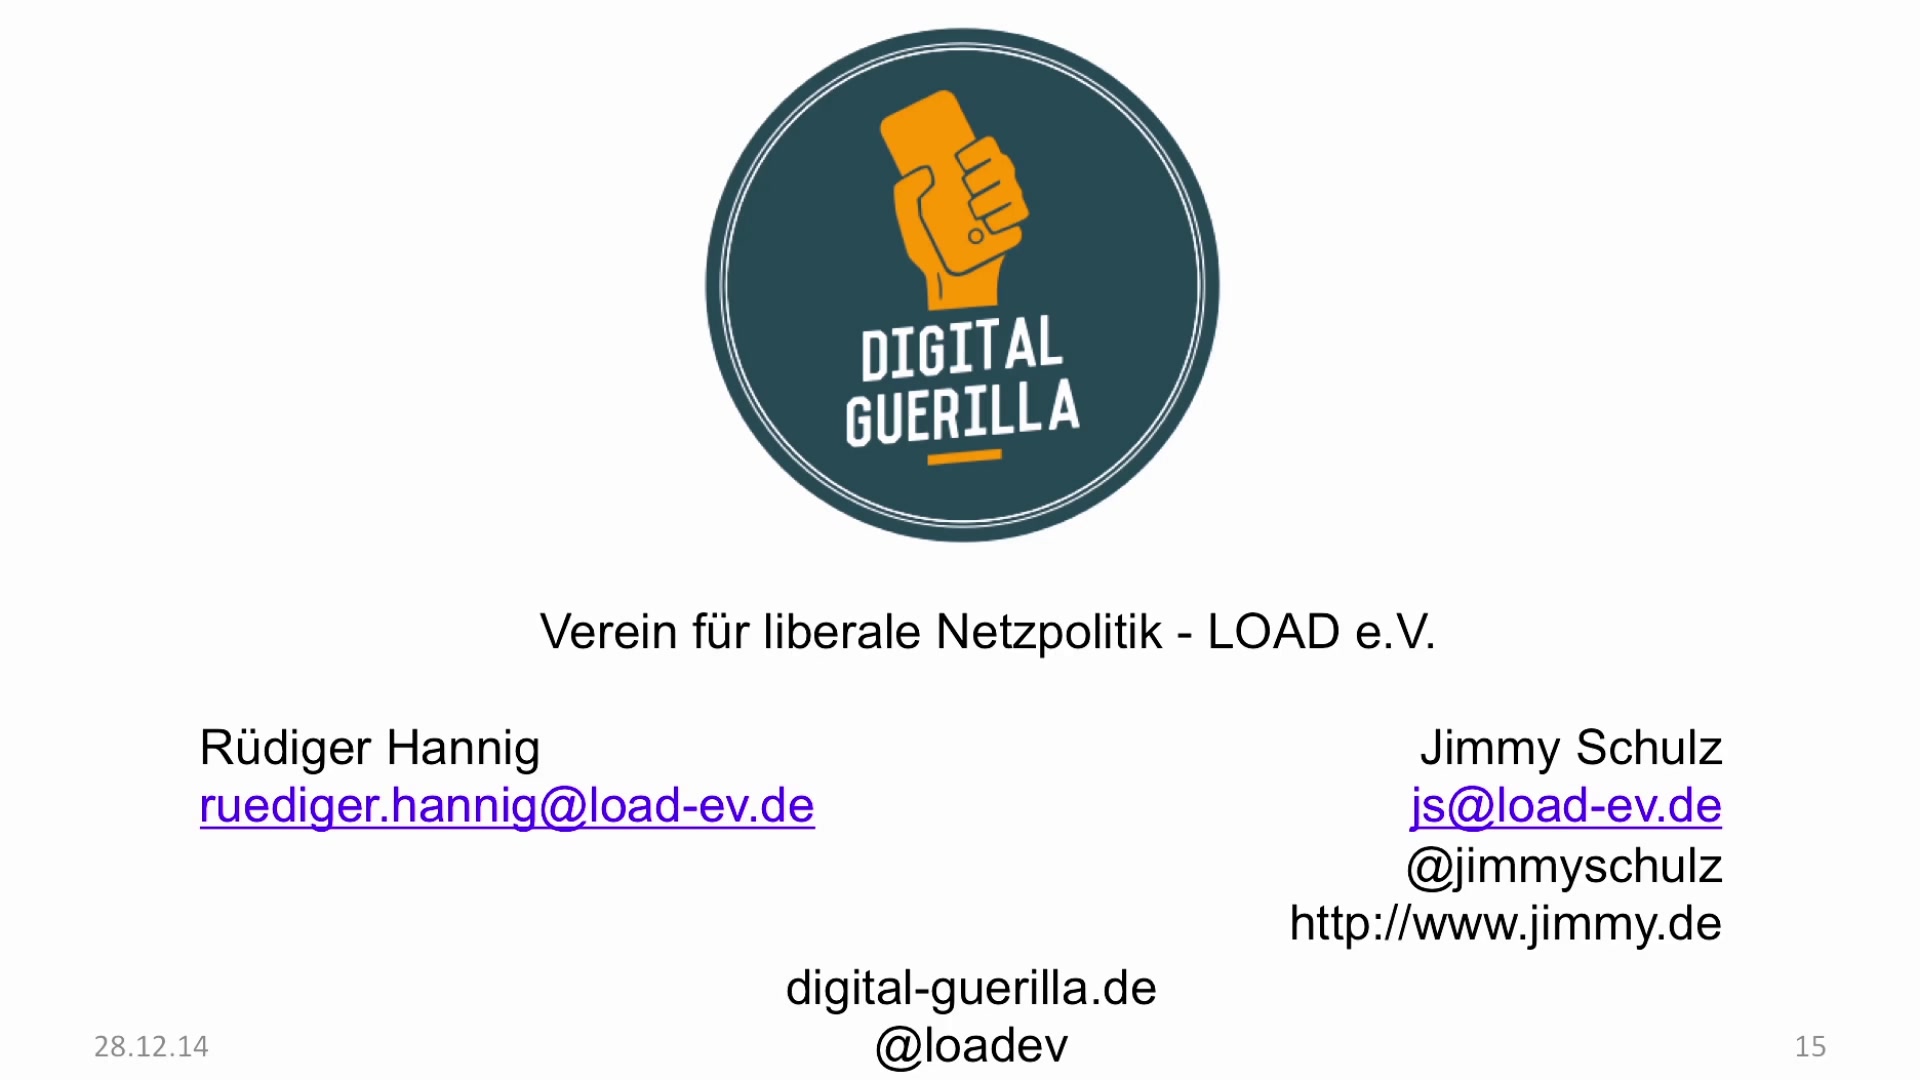 DIGITAL
GUERILLA
Verein für liberale Netzpolitik - LOAD e.V.
Rüdiger Hannig
ruediger.hannig@load-ev.de
Jimmy Schulz
js@load-ev.de
@jimmyschulz
http://www.jimmy.de
digital-guerilla.de
@loadev
28.12.14
15